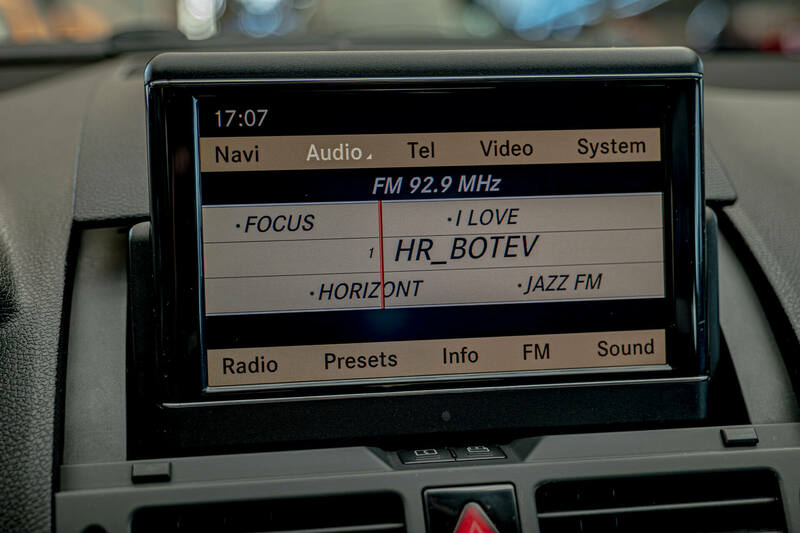 17:07
Navi Audio Tel Video System
FM 92.9 MHz
•FOCUS •I LOVE
1 HR_BOTEV
•HORIZONT •JAZZ FM
Radio Presets Info FM Sound